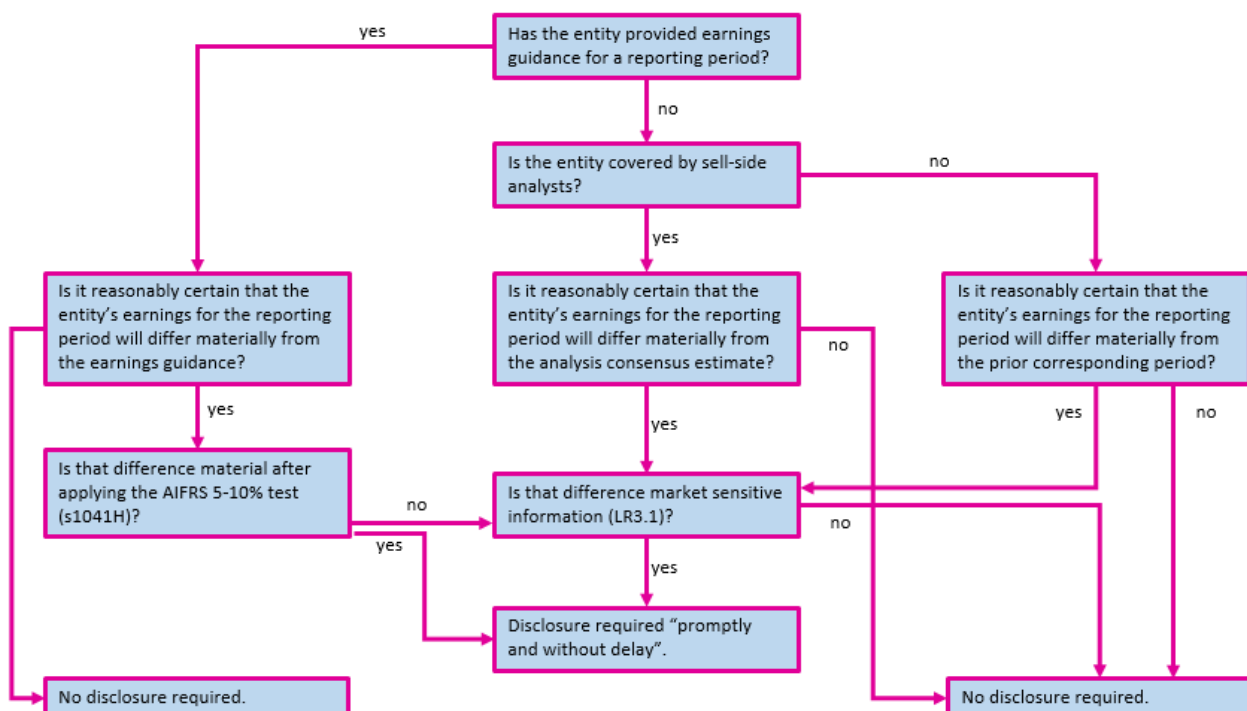 yes
Has the entity provided earnings
guidance for a reporting period?
no
Is the entity covered by sell-side
analysts?
no
yes
Is it reasonably certain that the
entity's earnings for the reporting
period will differ materially from
the earnings guidance?
Is it reasonably certain that the
entity's earnings for the reporting
period will differ materially from
the analysis consensus estimate?
no
Is it reasonably certain that the
entity's earnings for the reporting
period will differ materially from
the prior corresponding period?
yes
yes
yes
no
Is that difference material after
applying the AIFRS 5-10% test
(s1041H)?
no
yes
Is that difference market sensitive
information (LR3.1)?
no
yes
Disclosure required “promptly
and without delay”.
No disclosure required.
No disclosure required.